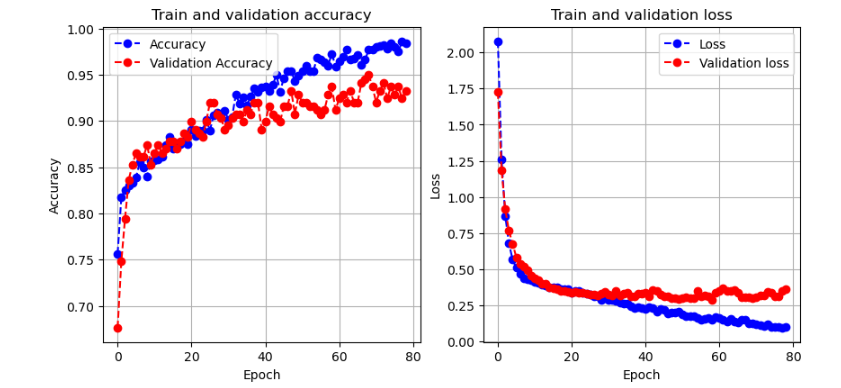 Train and validation accuracy
1.00
0.95
0.90
0.85
0.80
0.75
0.70
Accuracy
Accuracy
Validation Accuracy
0
20
40
60
80
Epoch
Train and validation loss
2.00
1.75
1.50
1.25
1.00
0.75
0.50
0.25
0.00
Loss
Loss
Validation loss
0
20
40
60
80
Epoch